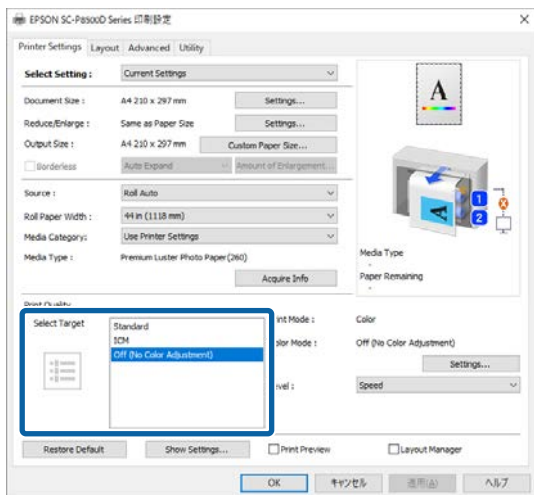 EPSON SC-P8500D Series 印刷設定
Printer Settings Layout Advanced Utility
Select Setting : Current Settings
Document Size : A4 210 x 297 mm Settings...
Reduce/Enlarge : Same as Paper Size Settings...
Output Size : A4 210 x 297 mm Custom Paper Size...
Borderless Auto Expand Amount of Enlargement...
Source : Roll Auto
Roll Paper Width : 44 in (1118 mm)
Media Category: Use Printer Settings
Media Type : Premium Luster Photo Paper(260)
Acquire Info
A
A
1
2
Media Type
-
Paper Remaining
-
Print Quality
Select Target
Standard
ICM
Off (No Color Adjustment)
int Mode : Color
olor Mode : Off (No Color Adjustment)
Settings...
evel : Speed
Restore Default Show Settings... Print Preview Layout Manager
OK キャンセル 適用(A) ヘルプ